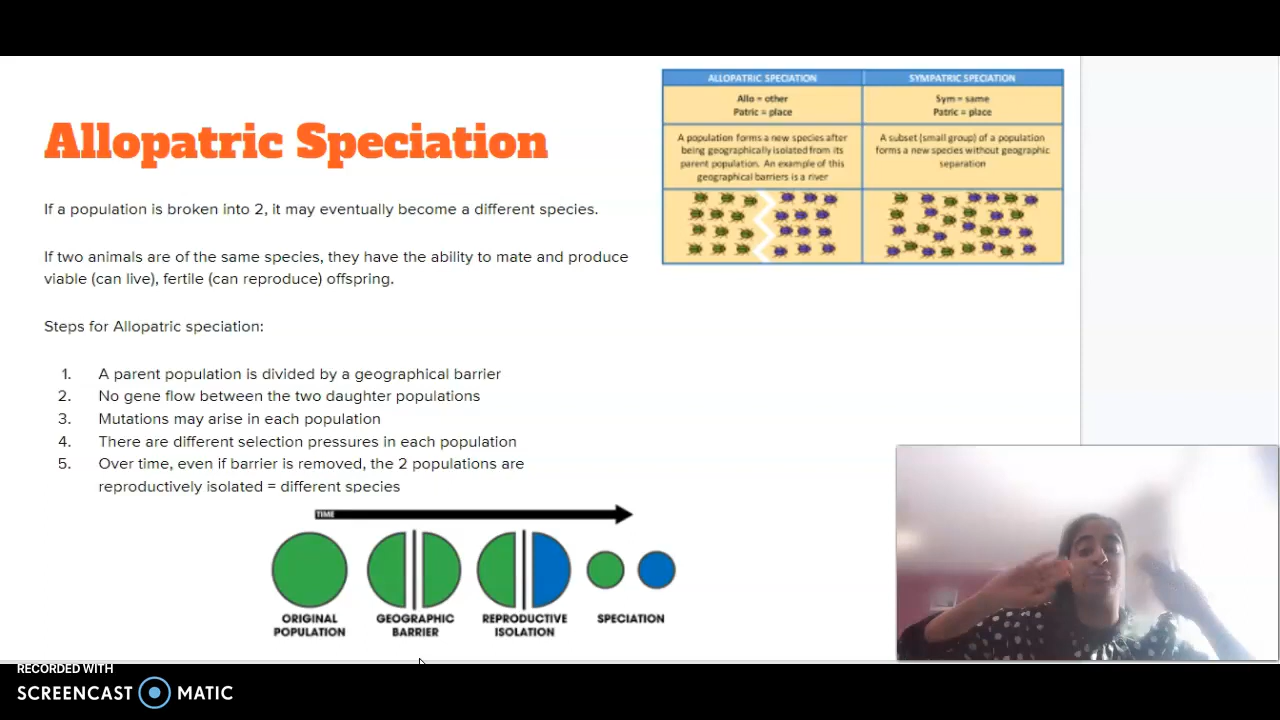 Allopatric Speciation
If a population is broken into 2, it may eventually become a different species.
If two animals are of the same species, they have the ability to mate and produce
viable (can live), fertile (can reproduce) offspring.
Steps for Allopatric speciation:
1. A parent population is divided by a geographical barrier
2. No gene flow between the two daughter populations
3. Mutations may arise in each population
4. There are different selection pressures in each population
5. Over time, even if barrier is removed, the 2 populations are
reproductively isolated = different species
ALLOPATRIC SPECIATION
Allo = other
Patric = place
A population forms a new species after
being geographically isolated from its
parent population. An example of this
geographical barriers is a river
SYMPATRIC SPECIATION
Sym = same
Patric = place
A subset (small group) of a population
forms a new species without geographic
separation
TIME
ORIGINAL
POPULATION
GEOGRAPHIC
BARRIER
REPRODUCTIVE
ISOLATION
SPECIATION
RECORDED WITH
SCREENCAST MATIC